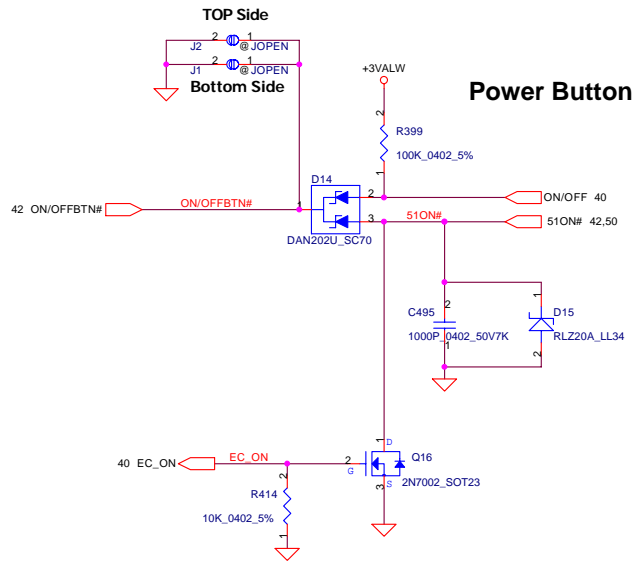 TOP Side
2 1
J2 @JOPEN
2 1
J1 @JOPEN
Bottom Side
+3VALW
Power Button
2
R399
100K_0402_5%
1
D14
42 ON/OFFBTN# ON/OFFBTN# 1
2 ON/OFF 40
3 51ON# 51ON# 42,50
DAN202U_SC70
C495 2
1000P_0402_50V7K
1
1 D15
RLZ20A_LL34
2
1 D
40 EC_ON EC_ON 2 G Q16
2N7002_SOT23
3 S
2
R414
10K_0402_5%
1